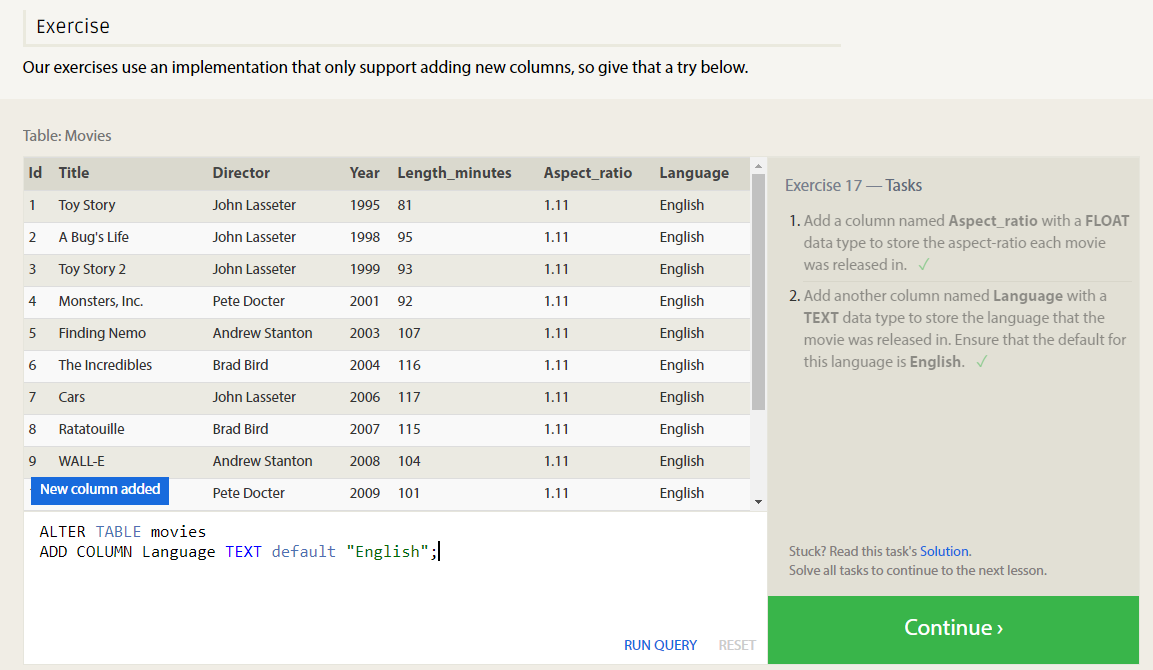 Exercise
Our exercises use an implementation that only support adding new columns, so give that a try below.
Table: Movies
Id Title Director Year Length_minutes Aspect_ratio Language
1 Toy Story John Lasseter 1995 81 1.11 English
2 A Bug's Life John Lasseter 1998 95 1.11 English
3 Toy Story 2 John Lasseter 1999 93 1.11 English
4 Monsters, Inc. Pete Docter 2001 92 1.11 English
5 Finding Nemo Andrew Stanton 2003 107 1.11 English
6 The Incredibles Brad Bird 2004 116 1.11 English
7 Cars John Lasseter 2006 117 1.11 English
8 Ratatouille Brad Bird 2007 115 1.11 English
9 WALL-E Andrew Stanton 2008 104 1.11 English
New column added Pete Docter 2009 101 1.11 English
ALTER TABLE movies
ADD COLUMN Language TEXT default "English";
RUN QUERY RESET
Exercise 17 — Tasks
1. Add a column named Aspect_ratio with a FLOAT
data type to store the aspect-ratio each movie
was released in. ✓
2. Add another column named Language with a
TEXT data type to store the language that the
movie was released in. Ensure that the default for
this language is English. ✓
Stuck? Read this task's Solution.
Solve all tasks to continue to the next lesson.
Continue ›